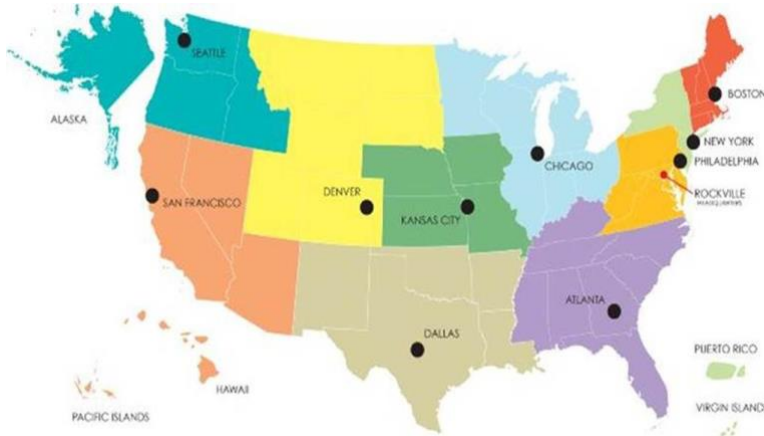 SEATTLE
BOSTON
ALASKA
NEW YORK
PHILADELPHIA
CHICAGO
ROCKVILLE
HEADQUARTERS
DENVER
SAN FRANCISCO
KANSAS CITY
ATLANTA
DALLAS
PUERTO RICO
HAWAII
PACIFIC ISLANDS
VIRGIN ISLAND